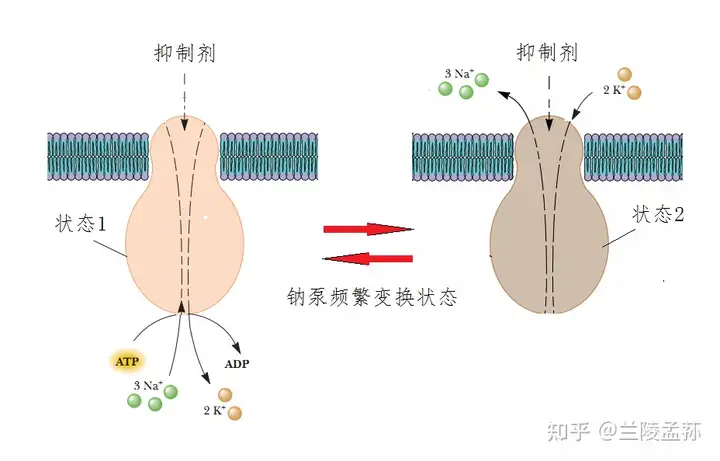 抑制剂
状态1
ATP
ADP
3 Na⁺
2 K⁺
钠泵频繁变换状态
抑制剂
3 Na⁺
2 K⁺
状态2
知乎 @兰陵孟荪